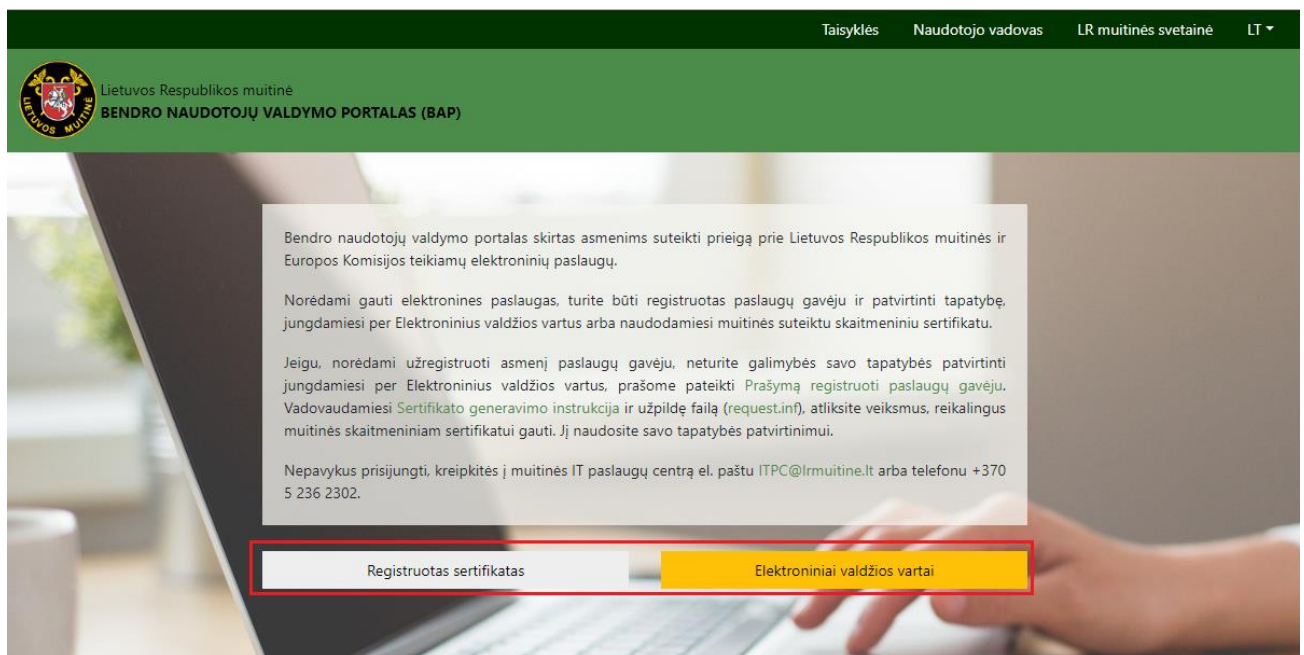 Taisyklės Naudotojo vadovas LR muitinės svetainė LT
LIETUVOS MUITINĖ
Lietuvos Respublikos muitinė
BENDRO NAUDOTOJŲ VALDYMO PORTALAS (BAP)
Bendro naudotojų valdymo portalas skirtas asmenims suteikti prieigą prie Lietuvos Respublikos muitinės ir
Europos Komisijos teikiamų elektroninių paslaugų.
Norėdami gauti elektronines paslaugas, turite būti registruotas paslaugų gavėju ir patvirtinti tapatybę,
jungdamiesi per Elektroninius valdžios vartus arba naudodamiesi muitinės suteiktu skaitmeniniu sertifikatu.
Jeigu, norėdami užregistruoti asmenį paslaugų gavėju, neturite galimybės savo tapatybės patvirtinti
jungdamiesi per Elektroninius valdžios vartus, prašome pateikti Prašymą registruoti paslaugų gavėju.
Vadovaudamiesi Sertifikato generavimo instrukcija ir užpildę failą (request.inf), atliksite veiksmus, reikalingus
muitinės skaitmeniniam sertifikatui gauti. Jį naudosite savo tapatybės patvirtinimui.
Nepavykus prisijungti, kreipkitės į muitinės IT paslaugų centrą el. paštu ITPC@lrmuitine.lt arba telefonu +370
5 236 2302.
Registruotas sertifikatas Elektroniniai valdžios vartai